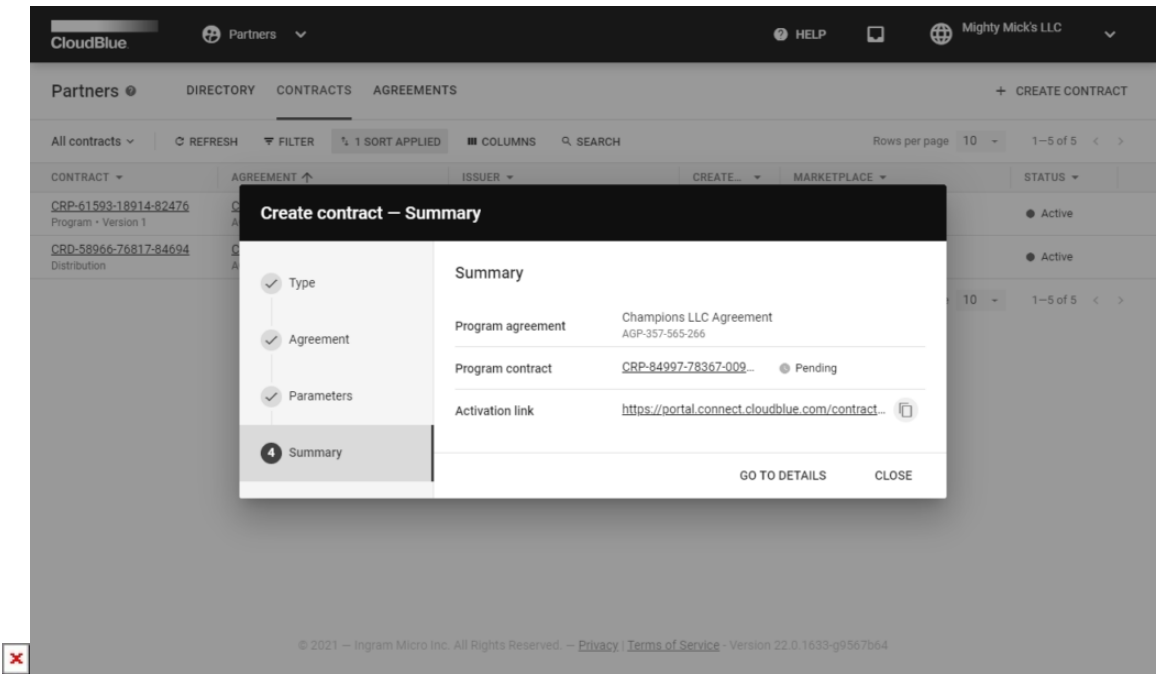 CloudBlue
Partners
HELP
Mighty Mick's LLC
Partners
DIRECTORY CONTRACTS AGREEMENTS
+ CREATE CONTRACT
All contracts
REFRESH FILTER 1 SORT APPLIED COLUMNS SEARCH
Rows per page 10 1–5 of 5
CONTRACT AGREEMENT ISSUER CREATE… MARKETPLACE STATUS
CRP-61593-18914-82476
Program • Version 1
Active
CRD-58966-76817-84694
Distribution
Active
10 1–5 of 5
Create contract — Summary
Type
Agreement
Parameters
4 Summary
Summary
Program agreement Champions LLC Agreement
AGP-357-565-266
Program contract CRP-84997-78367-009… Pending
Activation link https://portal.connect.cloudblue.com/contract…
GO TO DETAILS CLOSE
© 2021 — Ingram Micro Inc. All Rights Reserved. — Privacy | Terms of Service - Version 22.0.1633-g9567b64